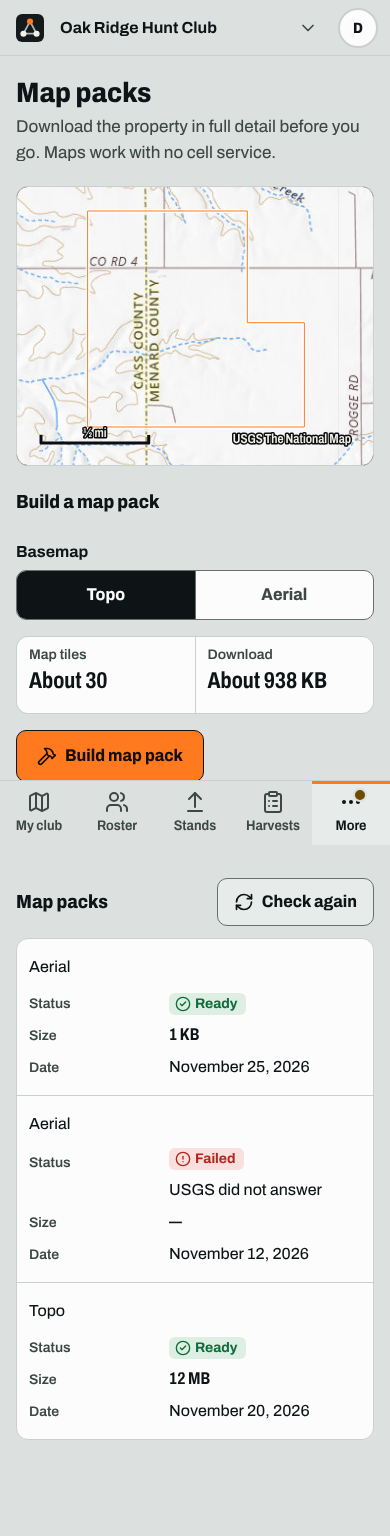 Oak Ridge Hunt Club
D
Map packs
Download the property in full detail before you
go. Maps work with no cell service.
Creek
CO RD 4
CASS COUNTY
MENARD COUNTY
ROGGE RD
½ mi
USGS The National Map
Build a map pack
Basemap
Topo
Aerial
Map tiles
About 30
Download
About 938 KB
Build map pack
My club
Roster
Stands
Harvests
More
Map packs
Check again
Aerial
Status
Ready
Size
1 KB
Date
November 25, 2026
Aerial
Status
Failed
USGS did not answer
Size
—
Date
November 12, 2026
Topo
Status
Ready
Size
12 MB
Date
November 20, 2026